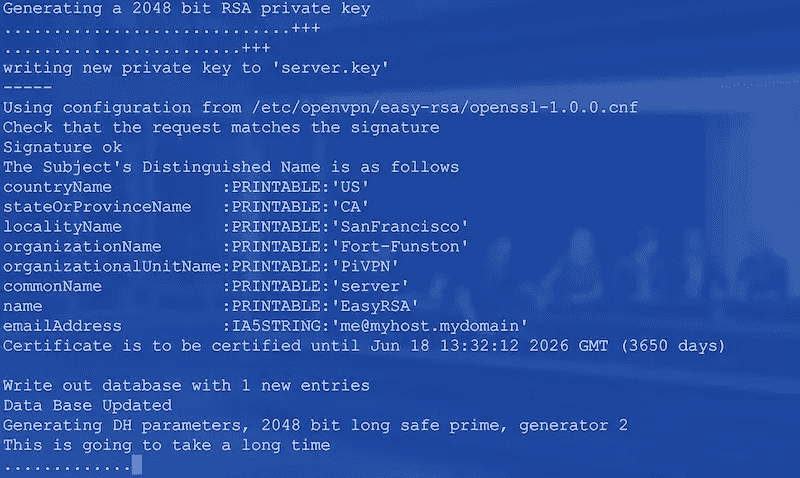 Generating a 2048 bit RSA private key
.............................+++
........................+++
writing new private key to 'server.key'
-----
Using configuration from /etc/openvpn/easy-rsa/openssl-1.0.0.cnf
Check that the request matches the signature
Signature ok
The Subject's Distinguished Name is as follows
countryName           :PRINTABLE:'US'
stateOrProvinceName   :PRINTABLE:'CA'
localityName          :PRINTABLE:'SanFrancisco'
organizationName      :PRINTABLE:'Fort-Funston'
organizationalUnitName:PRINTABLE:'PiVPN'
commonName            :PRINTABLE:'server'
name                  :PRINTABLE:'EasyRSA'
emailAddress          :IA5STRING:'me@myhost.mydomain'
Certificate is to be certified until Jun 18 13:32:12 2026 GMT (3650 days)
Write out database with 1 new entries
Data Base Updated
Generating DH parameters, 2048 bit long safe prime, generator 2
This is going to take a long time
.............